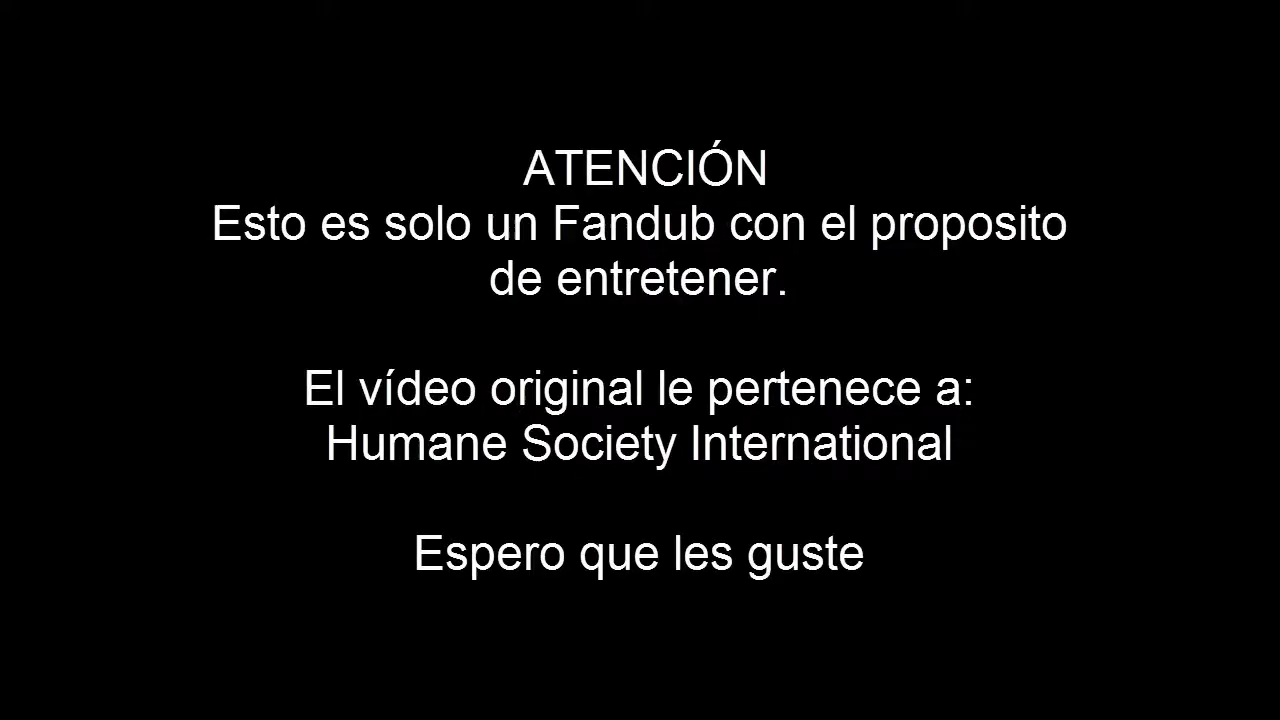 ATENCIÓN
Esto es solo un Fandub con el proposito
de entretener.
El vídeo original le pertenece a:
Humane Society International
Espero que les guste